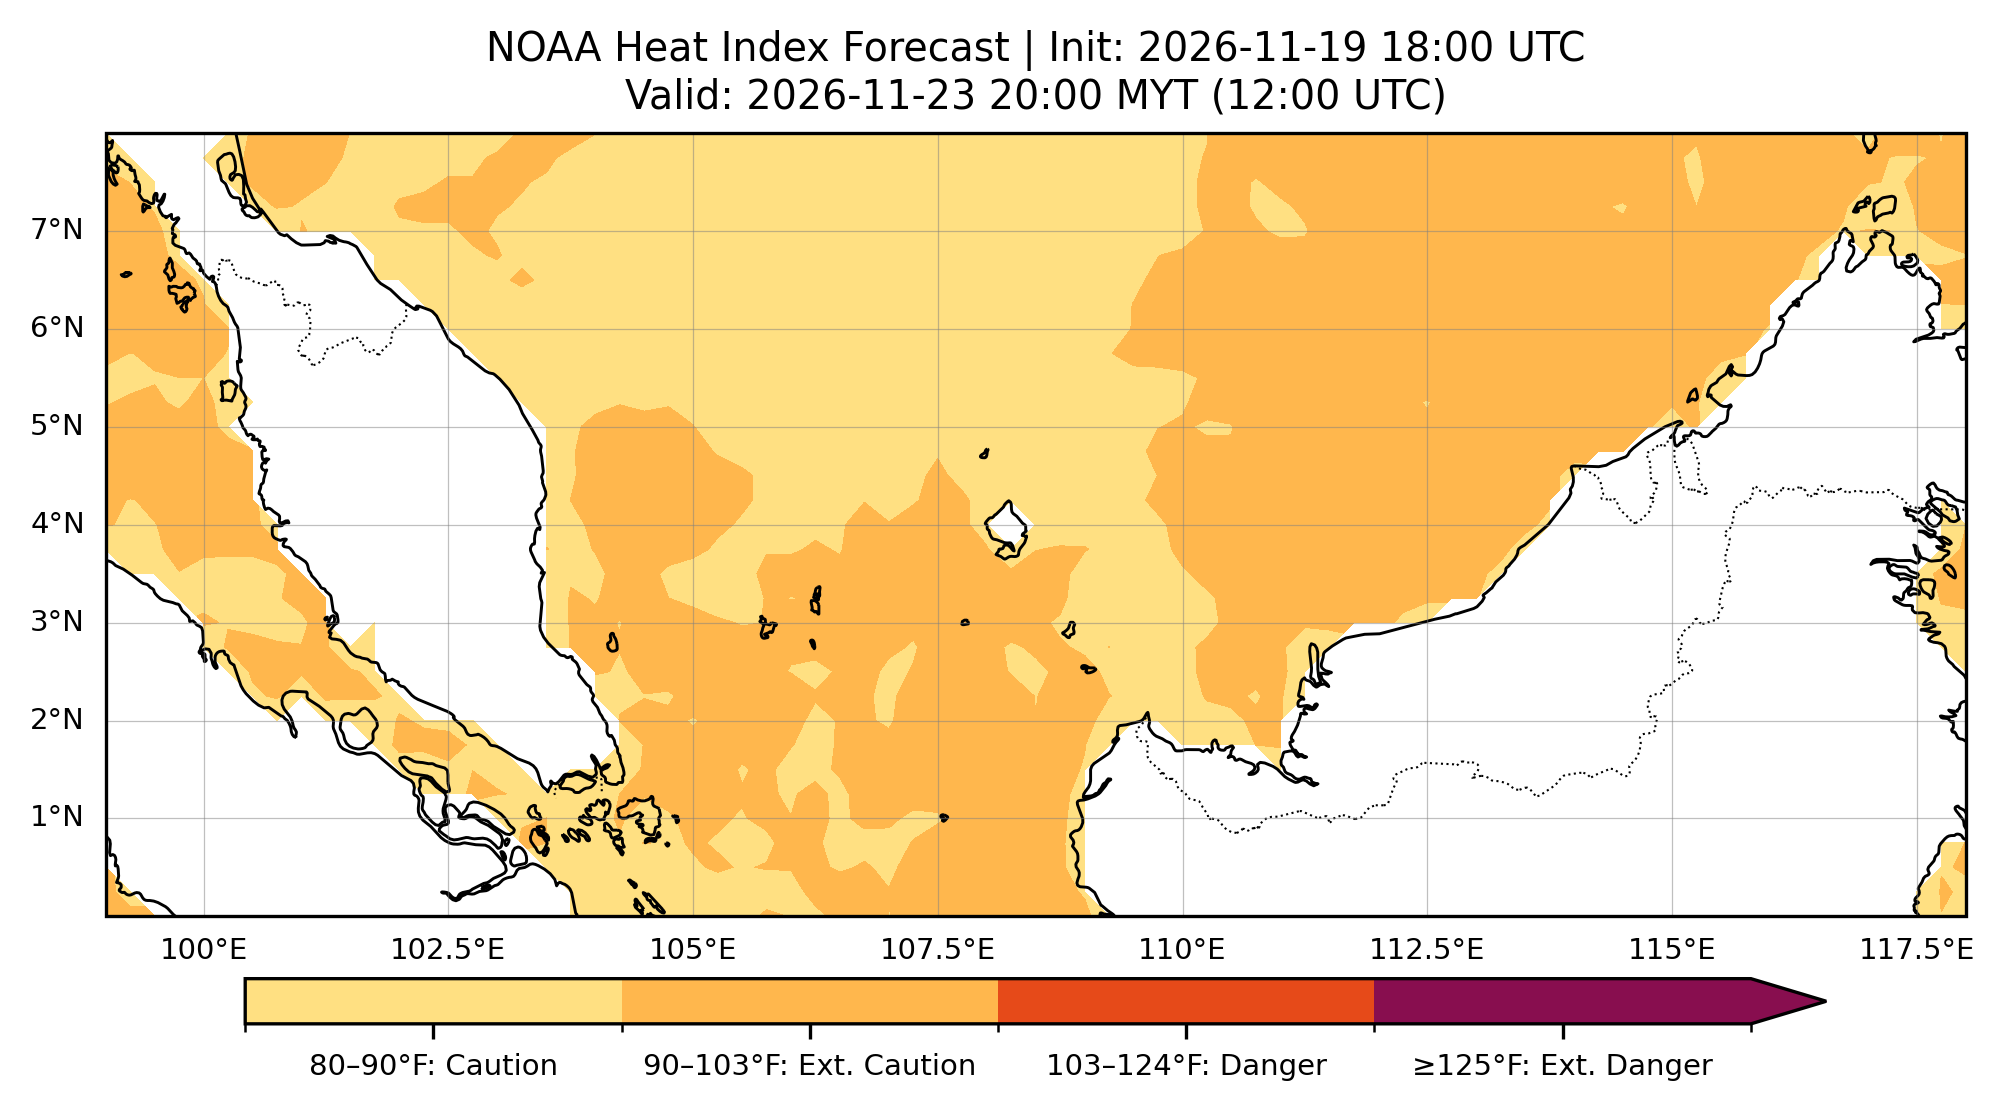 NOAA Heat Index Forecast | Init: 2026-11-19 18:00 UTC
Valid: 2026-11-23 20:00 MYT (12:00 UTC)
7°N
6°N
5°N
4°N
3°N
2°N
1°N
100°E
102.5°E
105°E
107.5°E
110°E
112.5°E
115°E
117.5°E
80–90°F: Caution
90–103°F: Ext. Caution
103–124°F: Danger
≥125°F: Ext. Danger